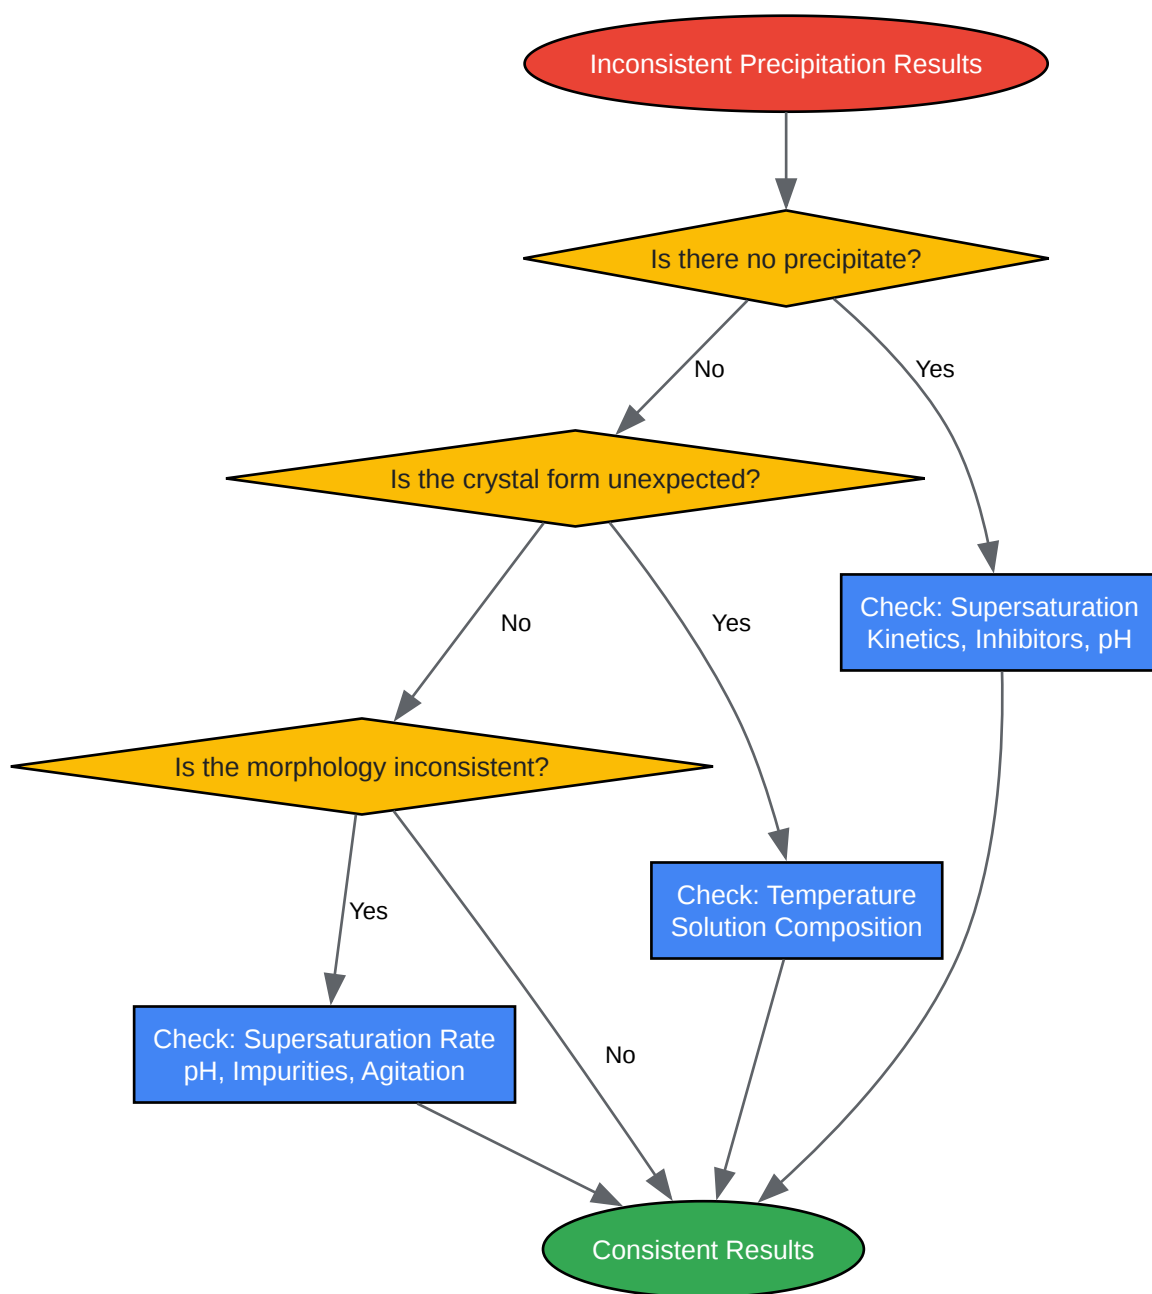 Inconsistent Precipitation Results
Is there no precipitate?
No
Yes
Is the crystal form unexpected?
Check: Supersaturation
Kinetics, Inhibitors, pH
No
Yes
Is the morphology inconsistent?
Check: Temperature
Solution Composition
Yes
Check: Supersaturation Rate
pH, Impurities, Agitation
No
Consistent Results